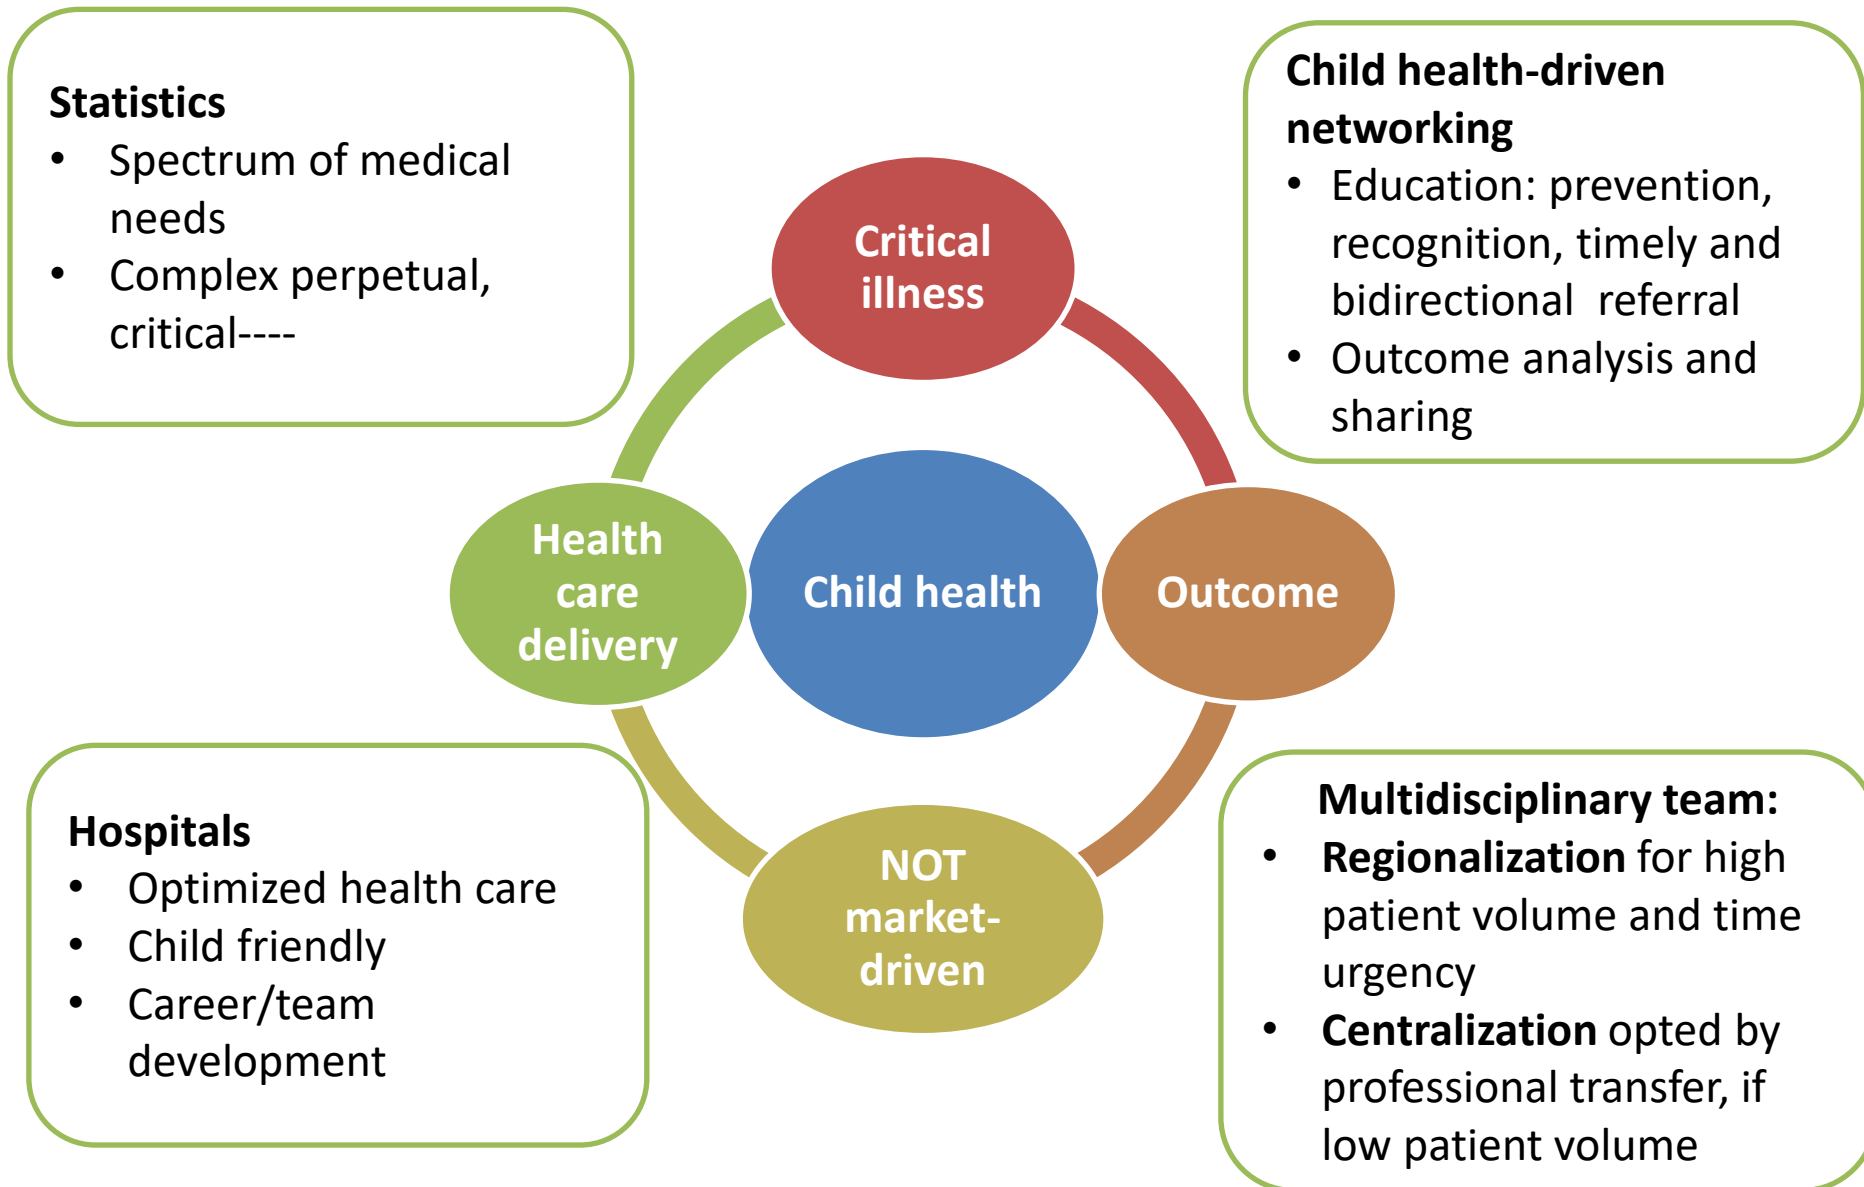 Statistics
• Spectrum of medical
needs
• Complex perpetual,
critical----
Child health-driven
networking
• Education: prevention,
recognition, timely and
bidirectional  referral
• Outcome analysis and
sharing
Critical
illness
Health
care
delivery
Child health
Outcome
NOT
market-
driven
Hospitals
• Optimized health care
• Child friendly
• Career/team
development
Multidisciplinary team:
• Regionalization for high
patient volume and time
urgency
• Centralization opted by
professional transfer, if
low patient volume